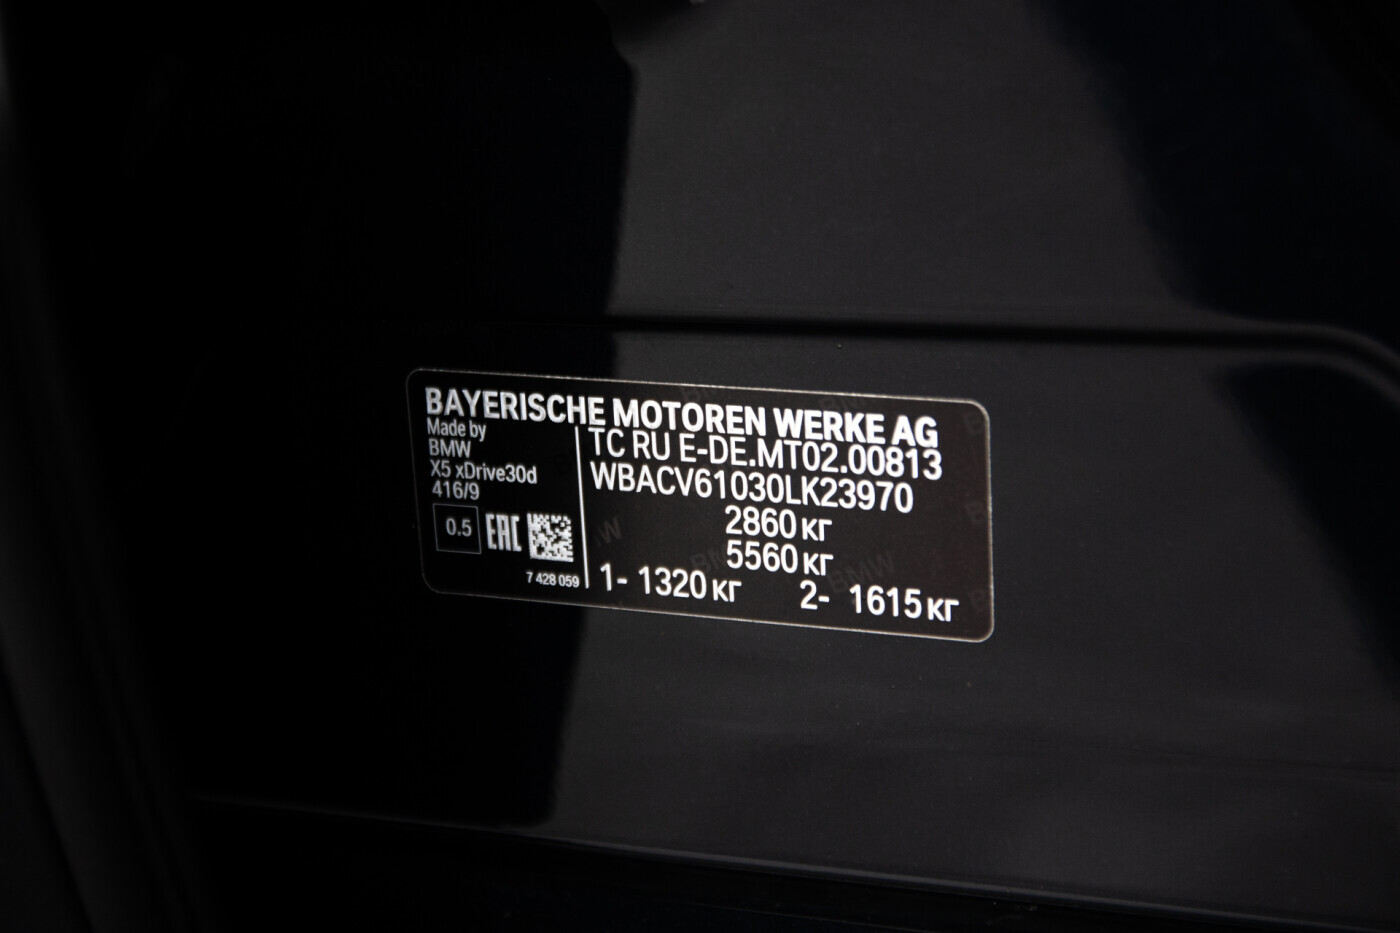 BAYERISCHE MOTOREN WERKE AG
Made by
BMW
X5 xDrive30d
416/9
0.5 EAC
7 428 059
TC RU E-DE.MT02.00813
WBACV61030LK23970
2860 кг
5560 кг
1- 1320 кг 2- 1615 кг